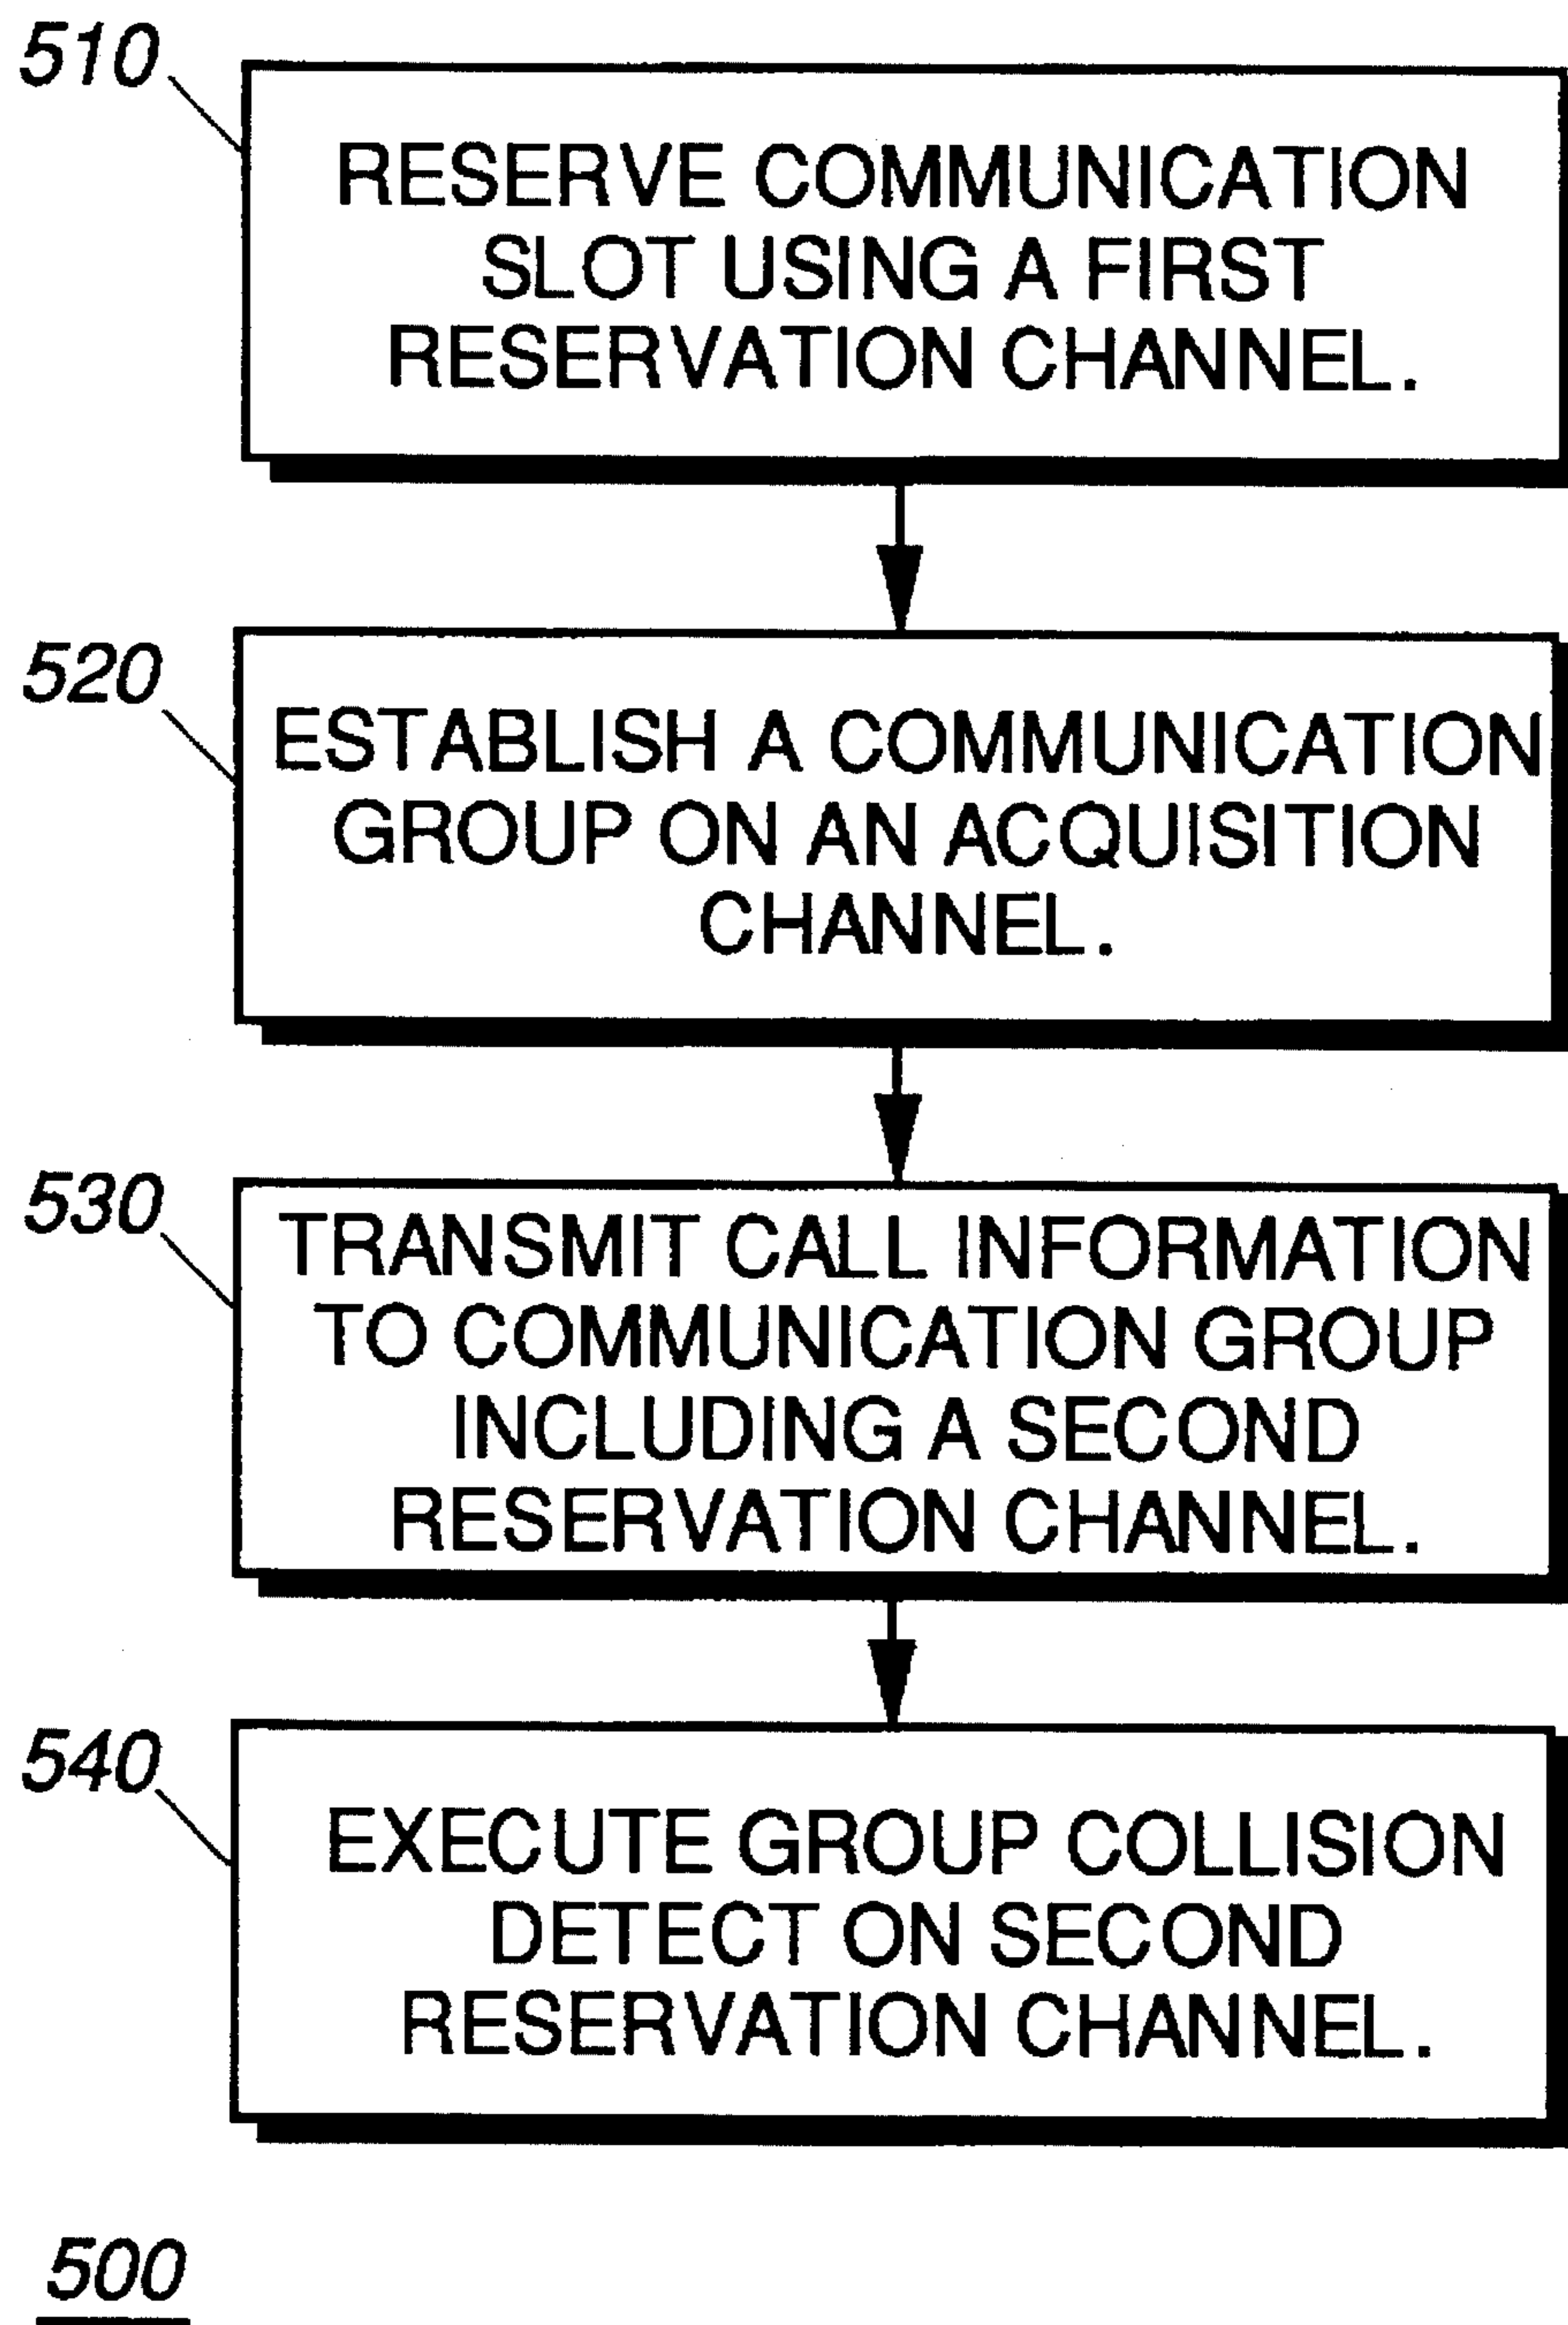 510
RESERVE COMMUNICATION
SLOT USING A FIRST
RESERVATION CHANNEL.
520
ESTABLISH A COMMUNICATION
GROUP ON AN ACQUISITION
CHANNEL.
530
TRANSMIT CALL INFORMATION
TO COMMUNICATION GROUP
INCLUDING A SECOND
RESERVATION CHANNEL.
540
EXECUTE GROUP COLLISION
DETECT ON SECOND
RESERVATION CHANNEL.
500